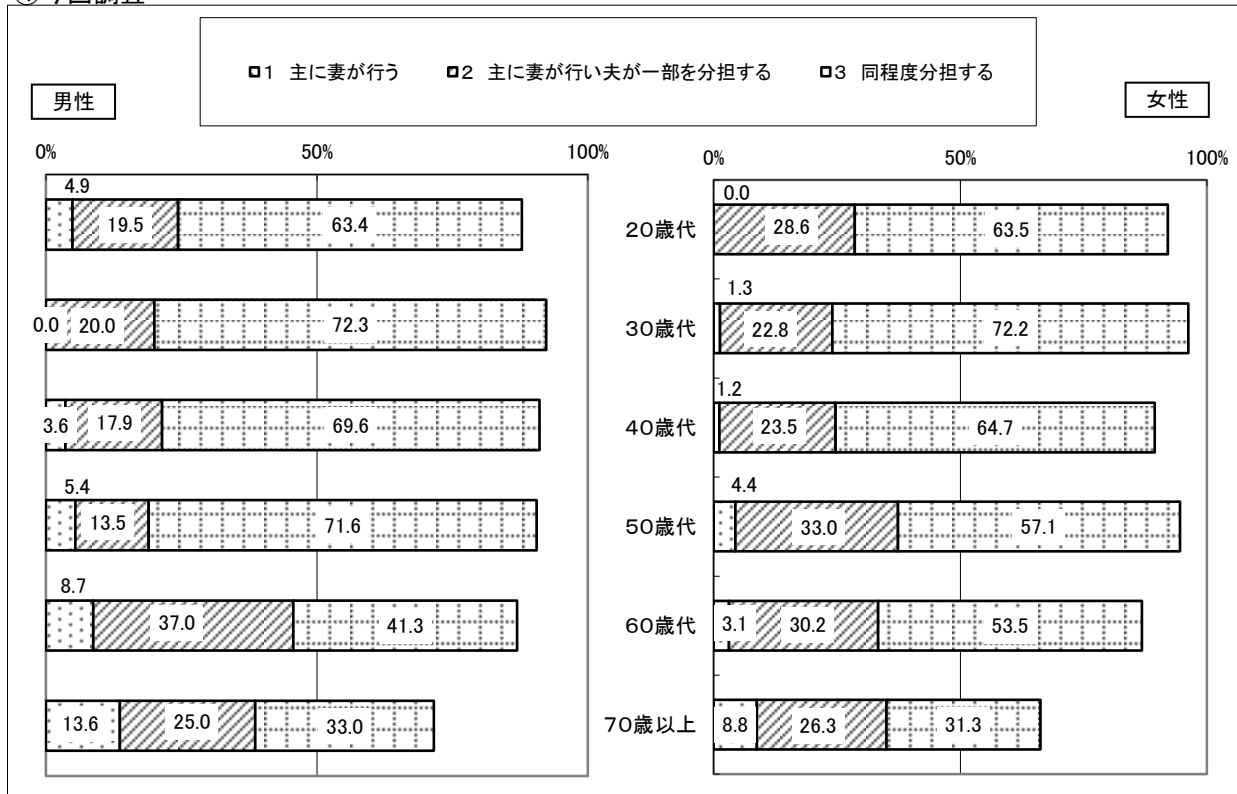 ① 今回調査
1 主に妻が行う 2 主に妻が行い夫が一部を分担する 3 同程度分担する
男性 女性
0% 50% 100% 0% 50% 100%
4.9 19.5 63.4 20歳代 0.0 28.6 63.5
0.0 20.0 72.3 30歳代 1.3 22.8 72.2
3.6 17.9 69.6 40歳代 1.2 23.5 64.7
5.4 13.5 71.6 50歳代 4.4 33.0 57.1
8.7 37.0 41.3 60歳代 3.1 30.2 53.5
13.6 25.0 33.0 70歳以上 8.8 26.3 31.3